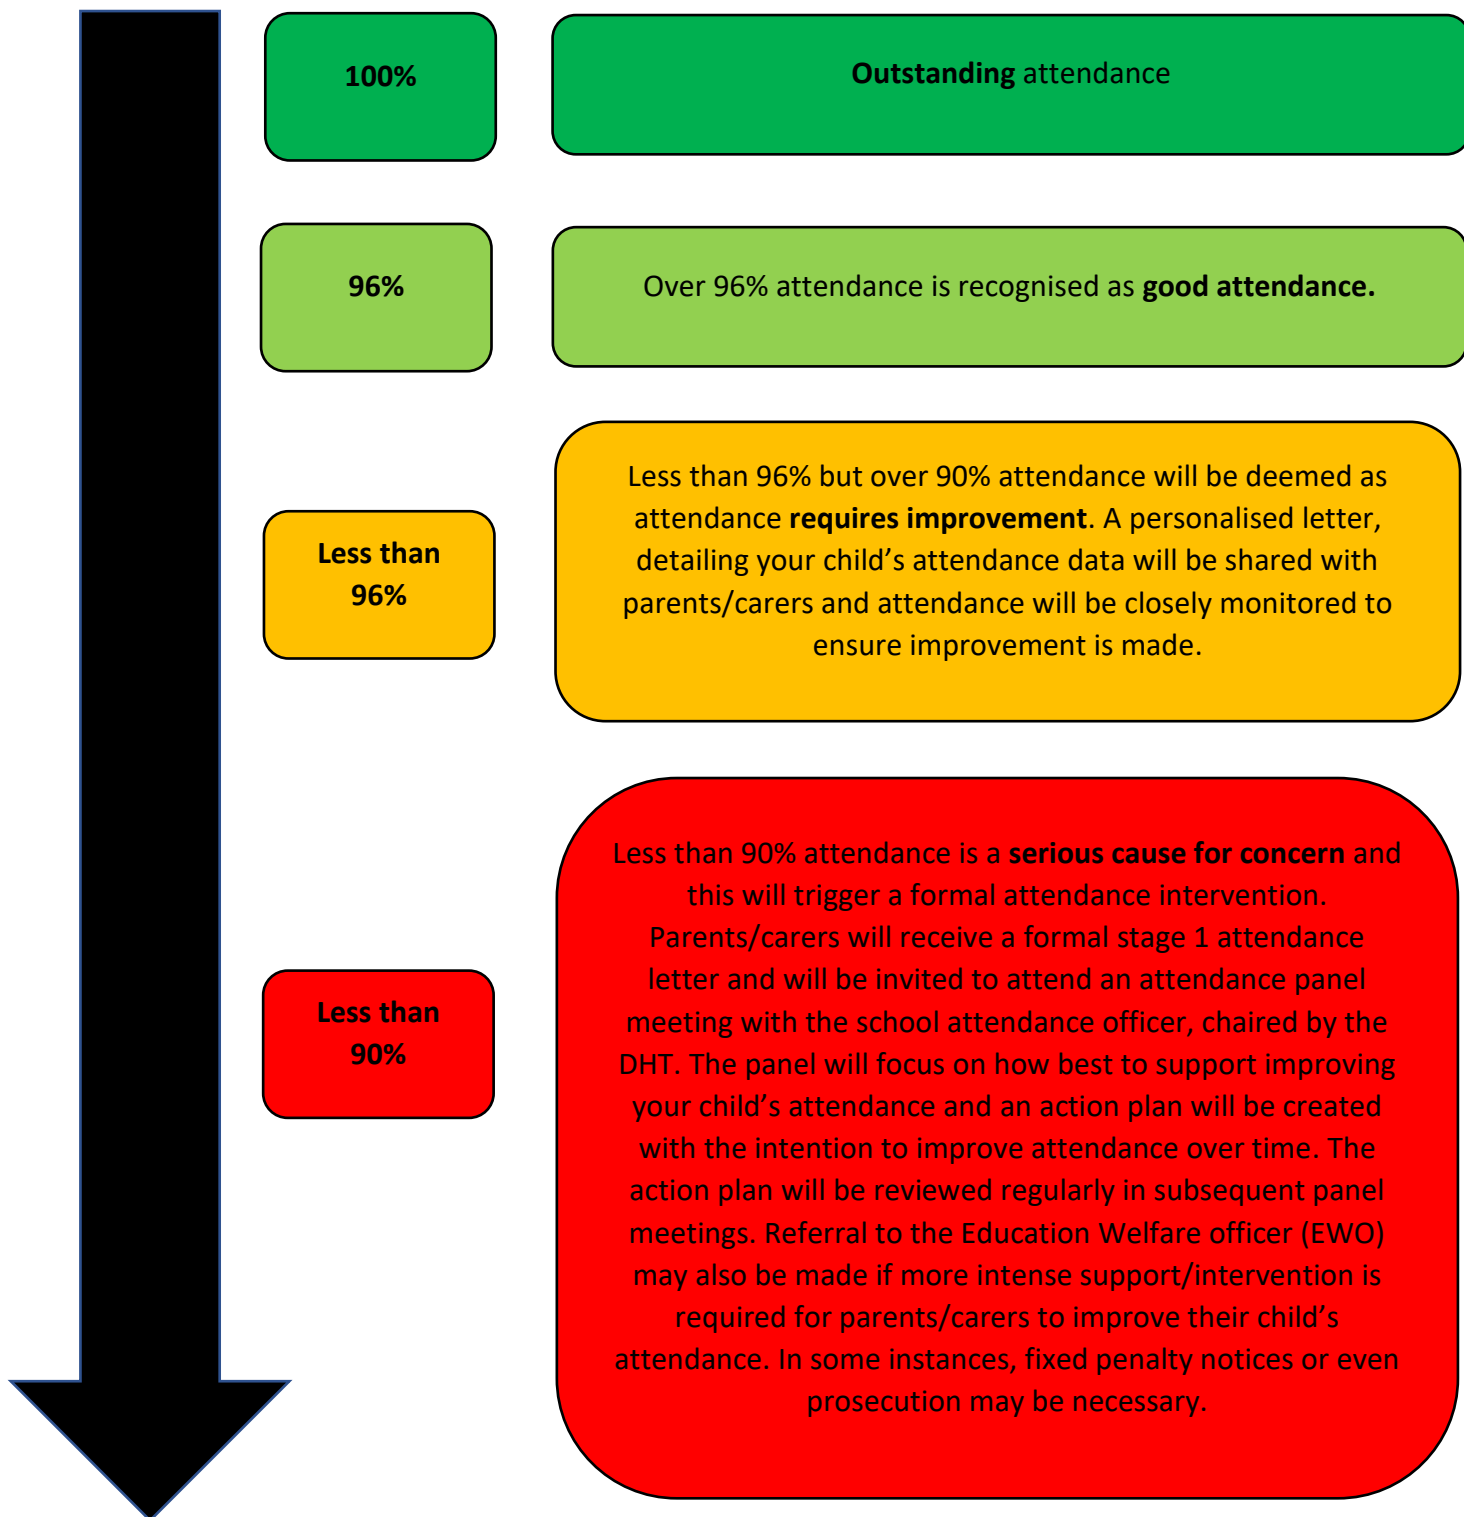 100%
Outstanding attendance
96%
Over 96% attendance is recognised as good attendance.
Less than
96%
Less than 96% but over 90% attendance will be deemed as
attendance requires improvement. A personalised letter,
detailing your child’s attendance data will be shared with
parents/carers and attendance will be closely monitored to
ensure improvement is made.
Less than
90%
Less than 90% attendance is a serious cause for concern and
this will trigger a formal attendance intervention.
Parents/carers will receive a formal stage 1 attendance
letter and will be invited to attend an attendance panel
meeting with the school attendance officer, chaired by the
DHT. The panel will focus on how best to support improving
your child’s attendance and an action plan will be created
with the intention to improve attendance over time. The
action plan will be reviewed regularly in subsequent panel
meetings. Referral to the Education Welfare officer (EWO)
may also be made if more intense support/intervention is
required for parents/carers to improve their child’s
attendance. In some instances, fixed penalty notices or even
prosecution may be necessary.